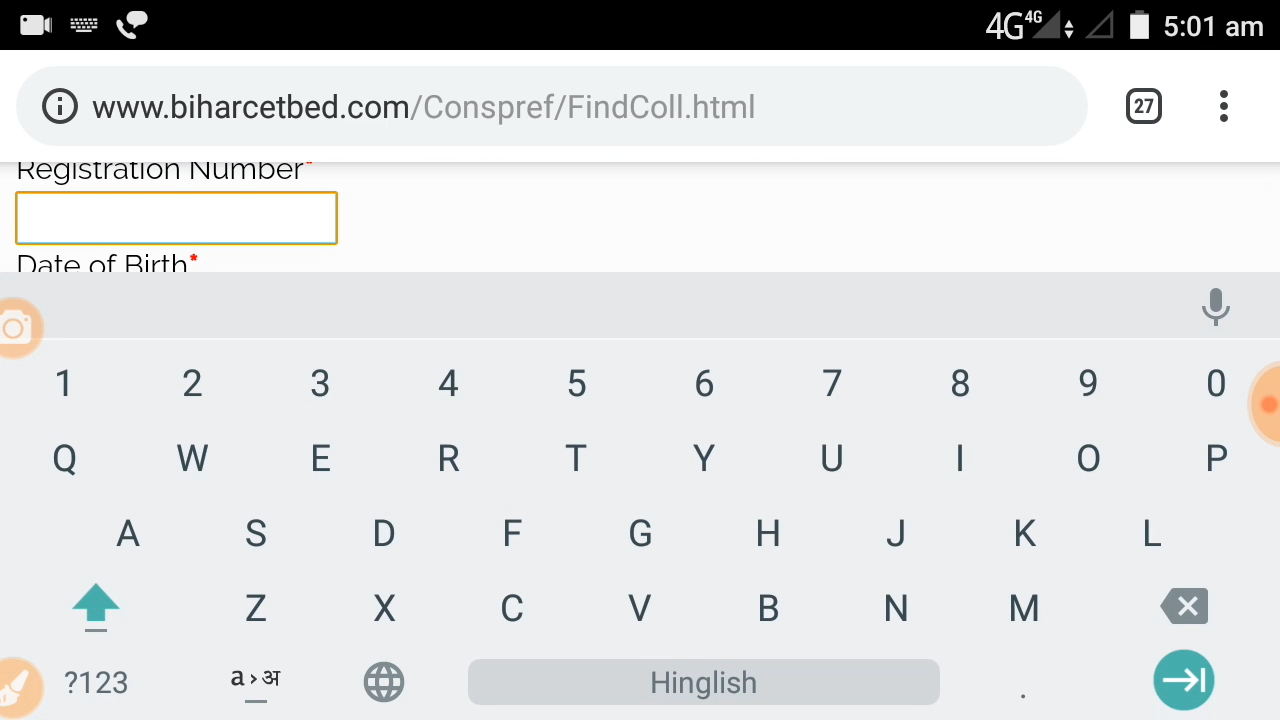 4G 4G 5:01 am
www.biharcetbed.com/Conspref/FindColl.html 27
Registration Number*
Date of Birth*
1 2 3 4 5 6 7 8 9 0
Q W E R T Y U I O P
A S D F G H J K L
Z X C V B N M
?123 a›अ Hinglish .